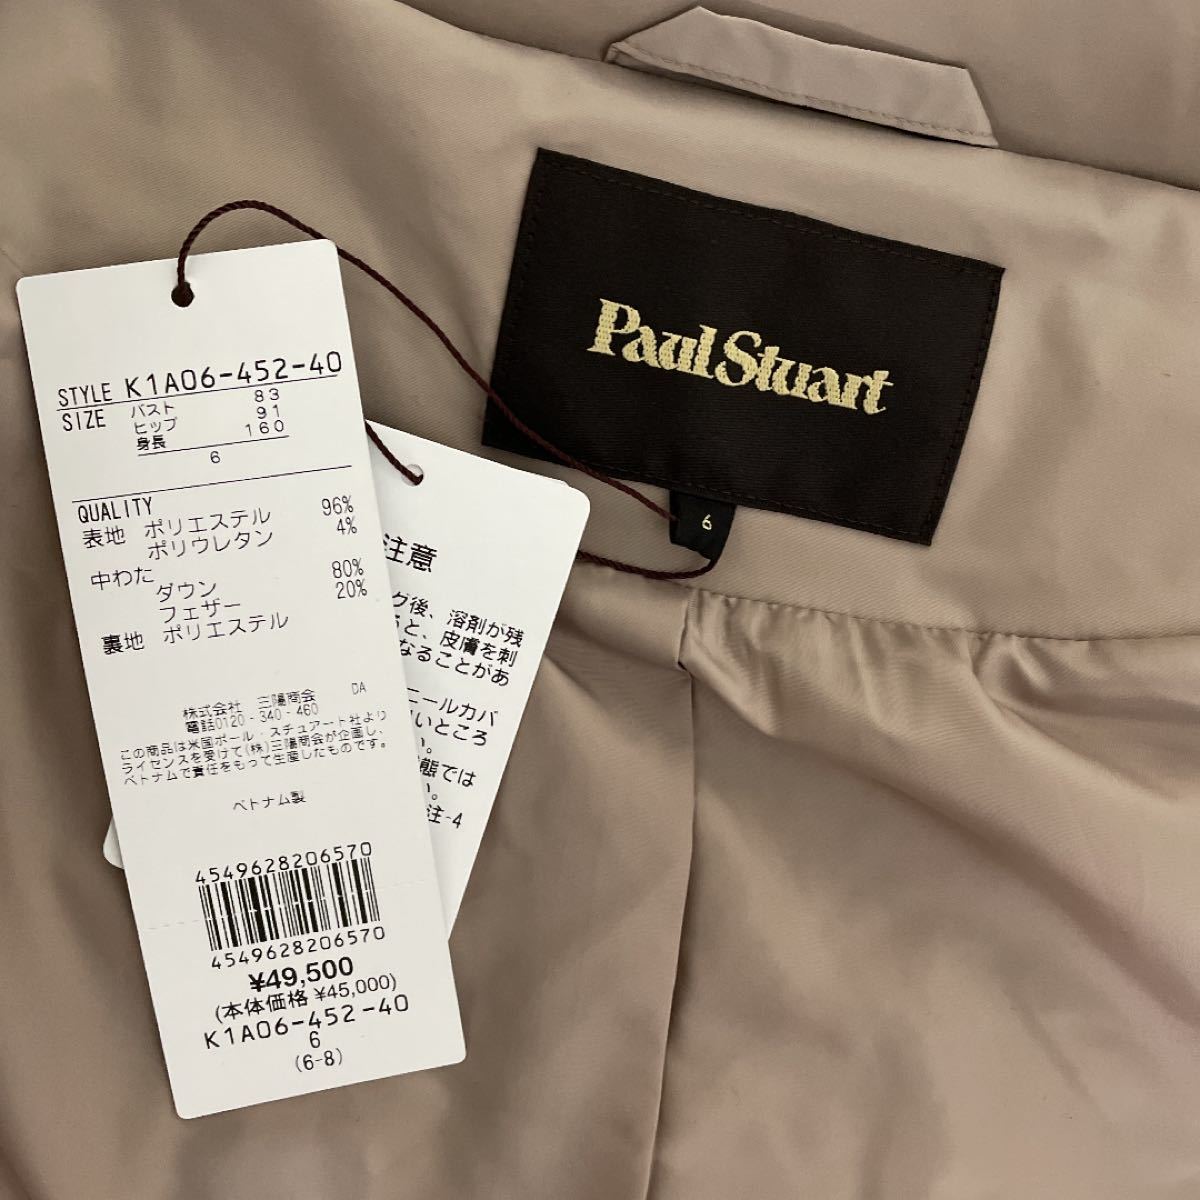 Paul Stuart
6
STYLE K1A06-452-40
SIZE バスト 83
ヒップ 91
身長 160
6
QUALITY
表地 ポリエステル 96%
ポリウレタン 4%
中わた
ダウン 80%
フェザー 20%
裏地 ポリエステル
株式会社 三陽商会 DA
電話0120-340-460
この商品は米国ポール・スチュアート社より
ライセンスを受けて(株)三陽商会が企画し、
ベトナムで責任をもって生産したものです。
ベトナム製
4549628206570
4549628206570
¥49,500
(本体価格 ¥45,000)
K1A06-452-40
6
(6-8)
注意
グ後、溶剤が残
ると、皮膚を刺
なることがあ
ニールカバ
いところ
い。
状態では
い。
注-4